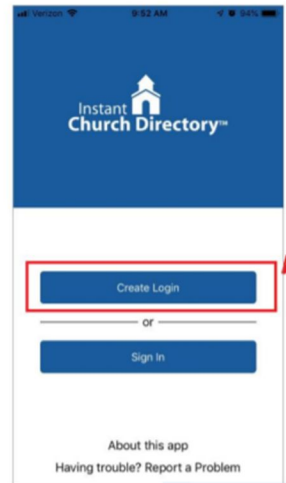 Verizon 9:52 AM 94%
Instant
Church Directory™
Create Login
or
Sign In
About this app
Having trouble? Report a Problem